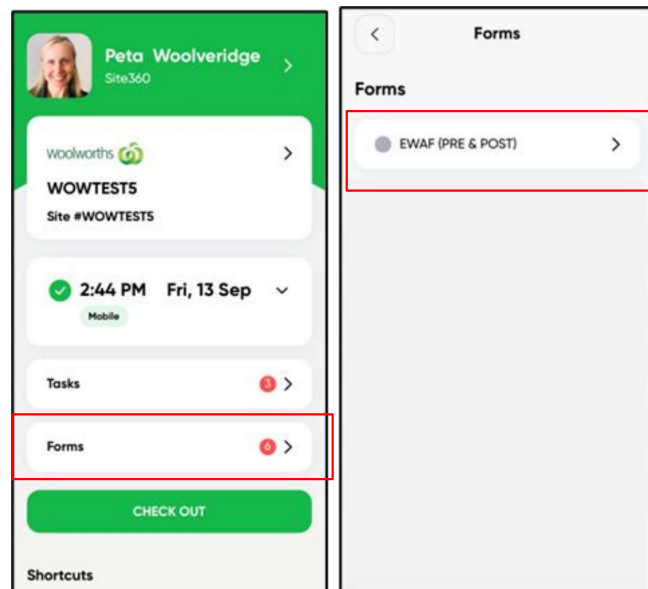 Peta Woolveridge
Site360
woolworths
WOWTEST5
Site #WOWTEST5
2:44 PM Fri, 13 Sep
Mobile
Tasks 3
Forms 6
CHECK OUT
Shortcuts
Forms
Forms
EWAF (PRE & POST)